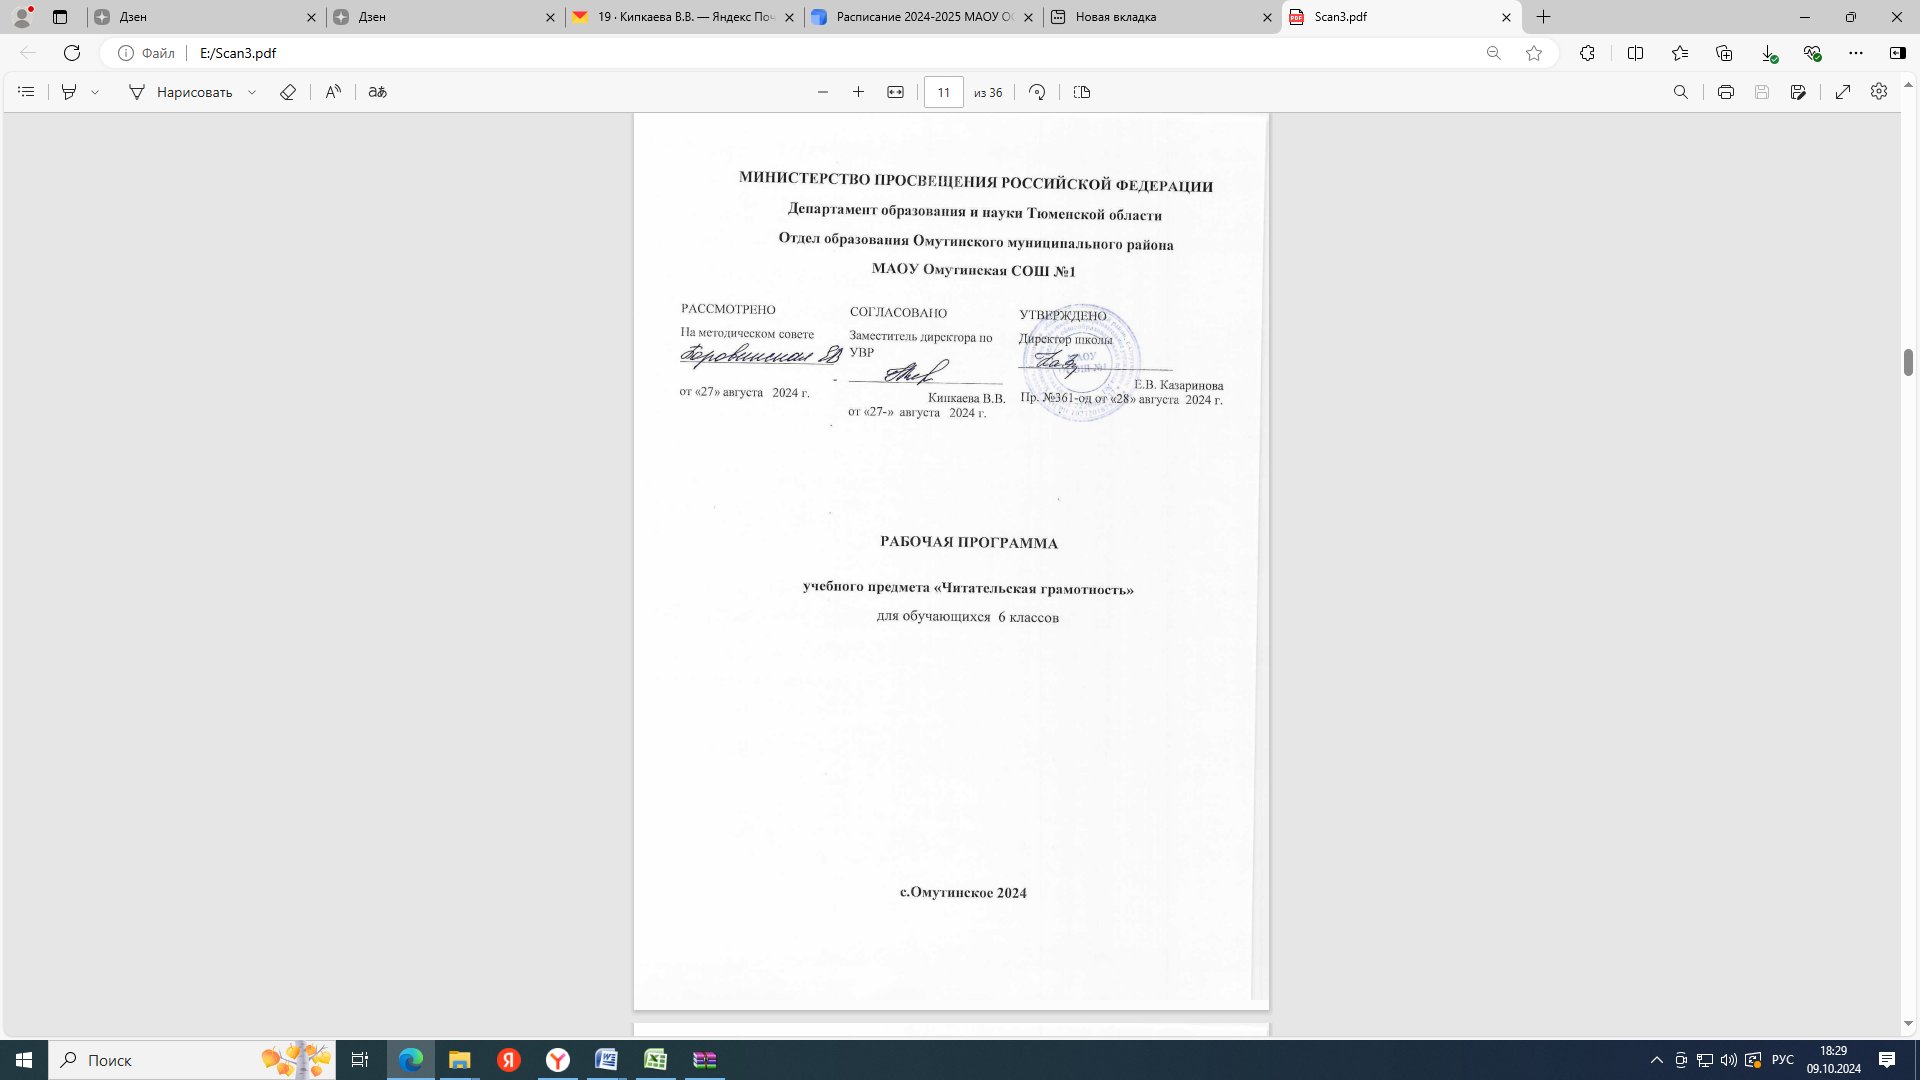 Дзен
Дзен
19 · Кипкаева В.В. — Яндекс Поч
Расписание 2024-2025 МАОУ ОС
Новая вкладка
Scan3.pdf
Файл
E:/Scan3.pdf
Нарисовать
11 из 36
МИНИСТЕРСТВО ПРОСВЕЩЕНИЯ РОССИЙСКОЙ ФЕДЕРАЦИИ
Департамент образования и науки Тюменской области
Отдел образования Омутинского муниципального района
МАОУ Омутинская СОШ №1
РАССМОТРЕНО
На методическом совете
от «27» августа 2024 г.
СОГЛАСОВАНО
Заместитель директора по
УВР
Кипкаева В.В.
от «27-» августа 2024 г.
УТВЕРЖДЕНО
Директор школы
Е.В. Казаринова
Пр. №361-од от «28» августа 2024 г.
РАБОЧАЯ ПРОГРАММА
учебного предмета «Читательская грамотность»
для обучающихся 6 классов
с.Омутинское 2024
Поиск
РУС
18:29
09.10.2024